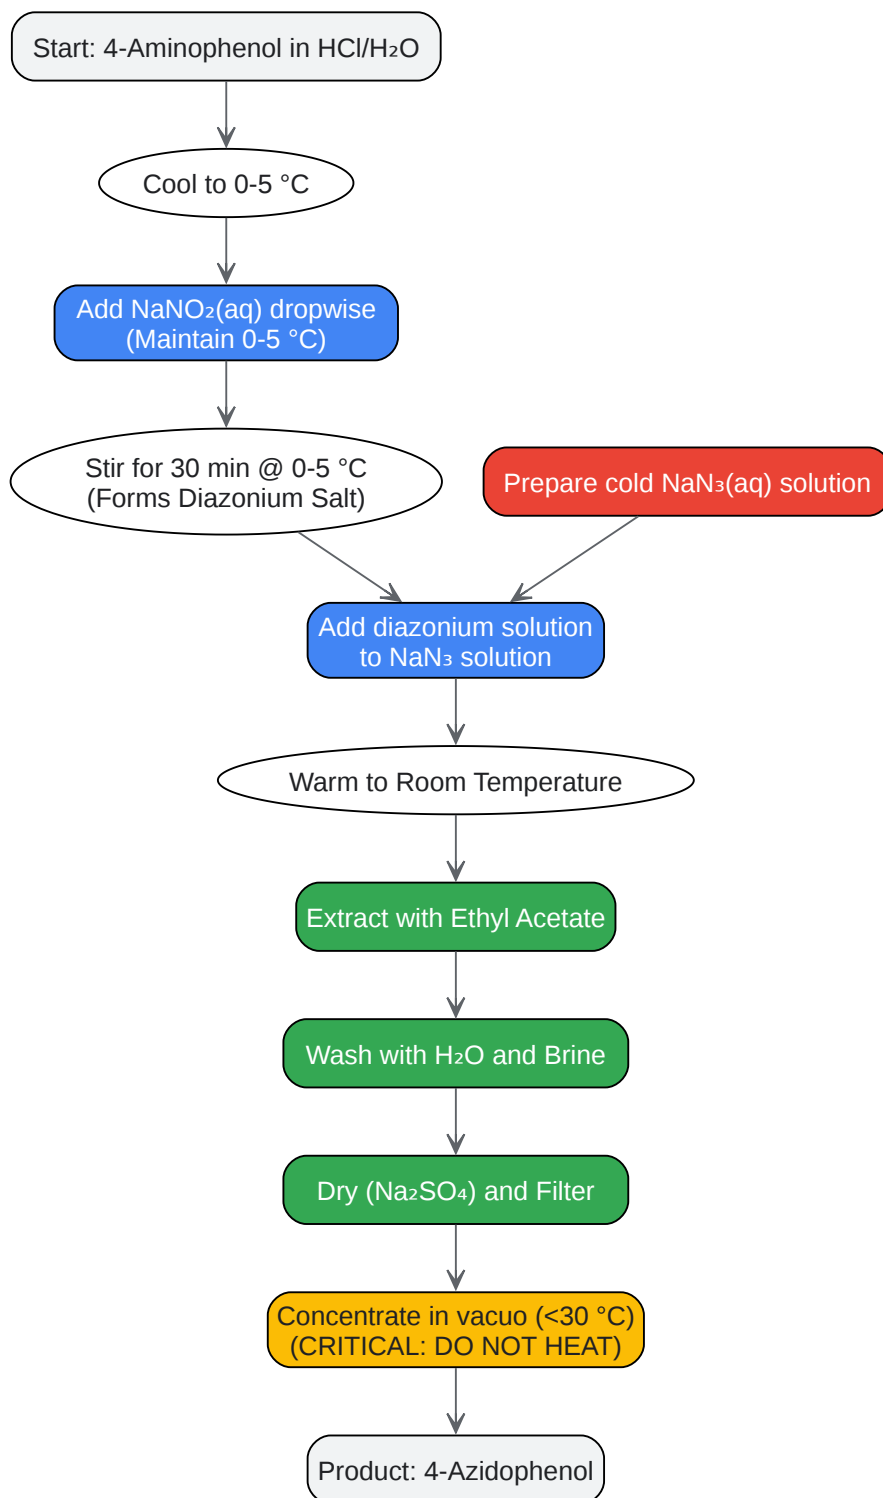 Start: 4-Aminophenol in HCl/H₂O
Cool to 0-5 °C
Add NaNO₂(aq) dropwise
(Maintain 0-5 °C)
Stir for 30 min @ 0-5 °C
(Forms Diazonium Salt)
Prepare cold NaN₃(aq) solution
Add diazonium solution
to NaN₃ solution
Warm to Room Temperature
Extract with Ethyl Acetate
Wash with H₂O and Brine
Dry (Na₂SO₄) and Filter
Concentrate in vacuo (<30 °C)
(CRITICAL: DO NOT HEAT)
Product: 4-Azidophenol